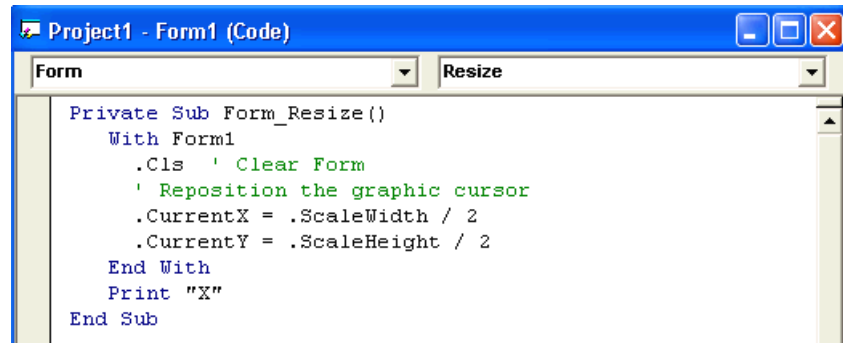 Project1 - Form1 (Code)
Form Resize
Private Sub Form_Resize()
With Form1
.Cls ' Clear Form
' Reposition the graphic cursor
.CurrentX = .ScaleWidth / 2
.CurrentY = .ScaleHeight / 2
End With
Print "X"
End Sub